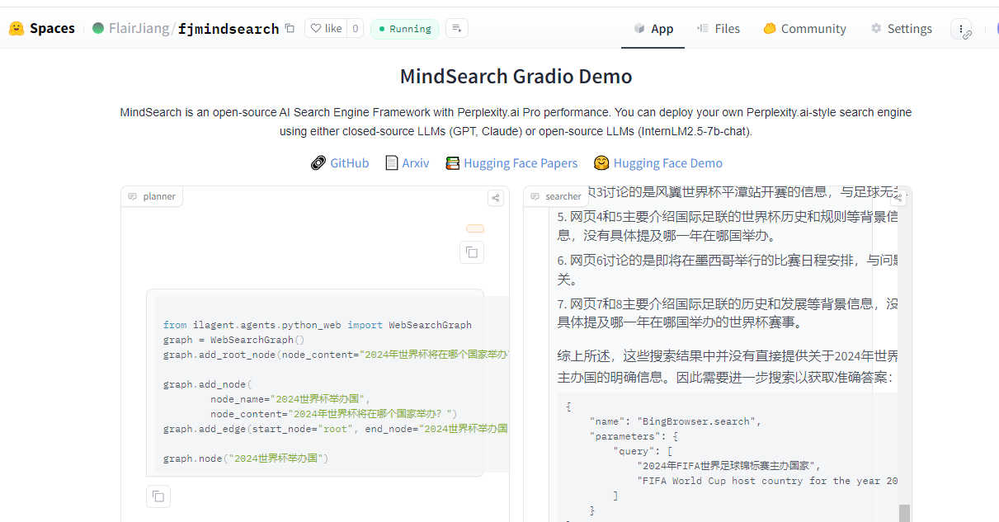 Spaces FlairJiang/fjmindsearch like 0 Running App Files Community Settings
MindSearch Gradio Demo
MindSearch is an open-source AI Search Engine Framework with Perplexity.ai Pro performance. You can deploy your own Perplexity.ai-style search engine
using either closed-source LLMs (GPT, Claude) or open-source LLMs (InternLM2.5-7b-chat).
GitHub Arxiv Hugging Face Papers Hugging Face Demo
planner
from ilagent.agents.python_web import WebSearchGraph
graph = WebSearchGraph()
graph.add_root_node(node_content="2024年世界杯将在哪个国家举办?
graph.add_node(
node_name="2024世界杯举办国",
node_content="2024年世界杯将在哪个国家举办? ")
graph.add_edge(start_node="root", end_node="2024世界杯举办国
graph.node("2024世界杯举办国")
searcher
页3讨论的是风翼世界杯平潭站开赛的信息，与足球无
5. 网页4和5主要介绍国际足联的世界杯历史和规则等背景信
息，没有具体提及哪一年在哪国举办。
6. 网页6讨论的是即将在墨西哥举行的比赛日程安排，与问题
关。
7. 网页7和8主要介绍国际足联的历史和发展等背景信息，没
具体提及哪一年在哪国举办的世界杯赛事。
综上所述，这些搜索结果中并没有直接提供关于2024年世界
主办国的明确信息。因此需要进一步搜索以获取准确答案：
{
"name": "BingBrowser.search",
"parameters": {
"query": [
"2024年FIFA世界足球锦标赛主办国家",
"FIFA World Cup host country for the year 20
]
}